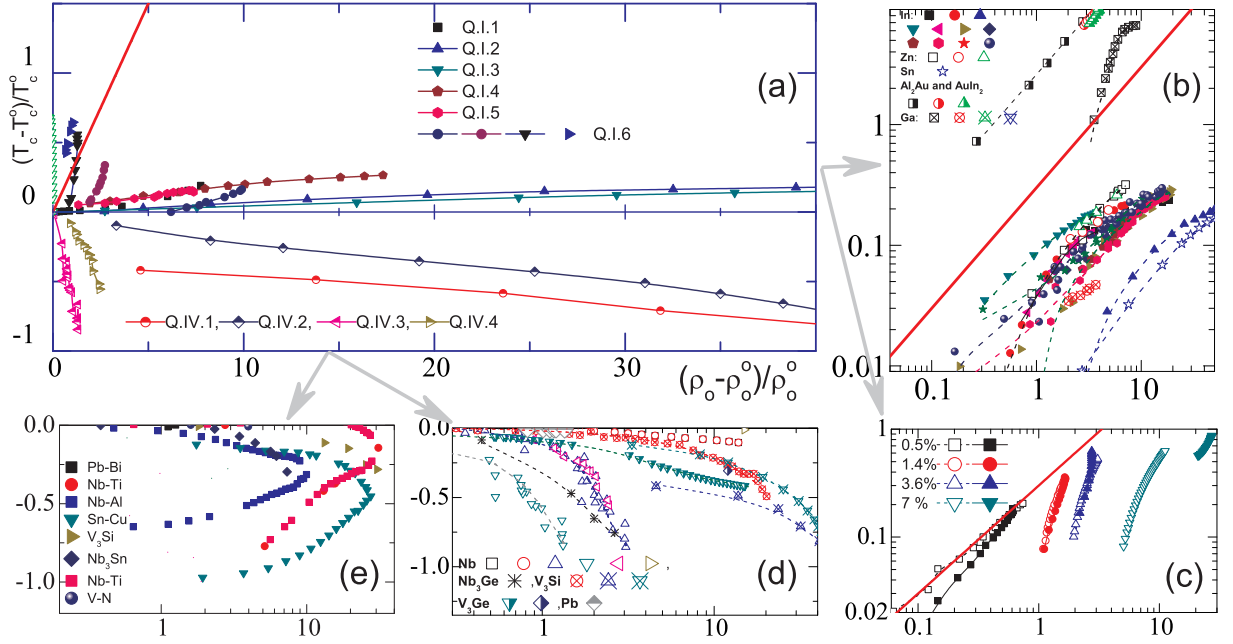 (T_c-T_c^o)/T_c^o
1
0
-1
Q.I.1
Q.I.2
Q.I.3
Q.I.4
Q.I.5
Q.I.6
(a)
Q.IV.1, Q.IV.2, Q.IV.3, Q.IV.4
0 10 20 30
(ρ_o-ρ_o^o)/ρ_o^o
In:
Zn:
Sn
Al_2Au and AuIn_2
Ga:
(b)
1
0.1
0.01
0.1 1 10
0.0
-0.5
-1.0
Pb-Bi
Nb-Ti
Nb-Al
Sn-Cu
V_3Si
Nb_3Sn
Nb-Ti
V-N
(e)
1 10
0.0
-0.5
-1.0
Nb ,
Nb_3Ge ,V_3Si
V_3Ge ,Pb
(d)
1 10
1
0.1
0.02
0.5%
1.4%
3.6%
7 %
(c)
0.1 1 10